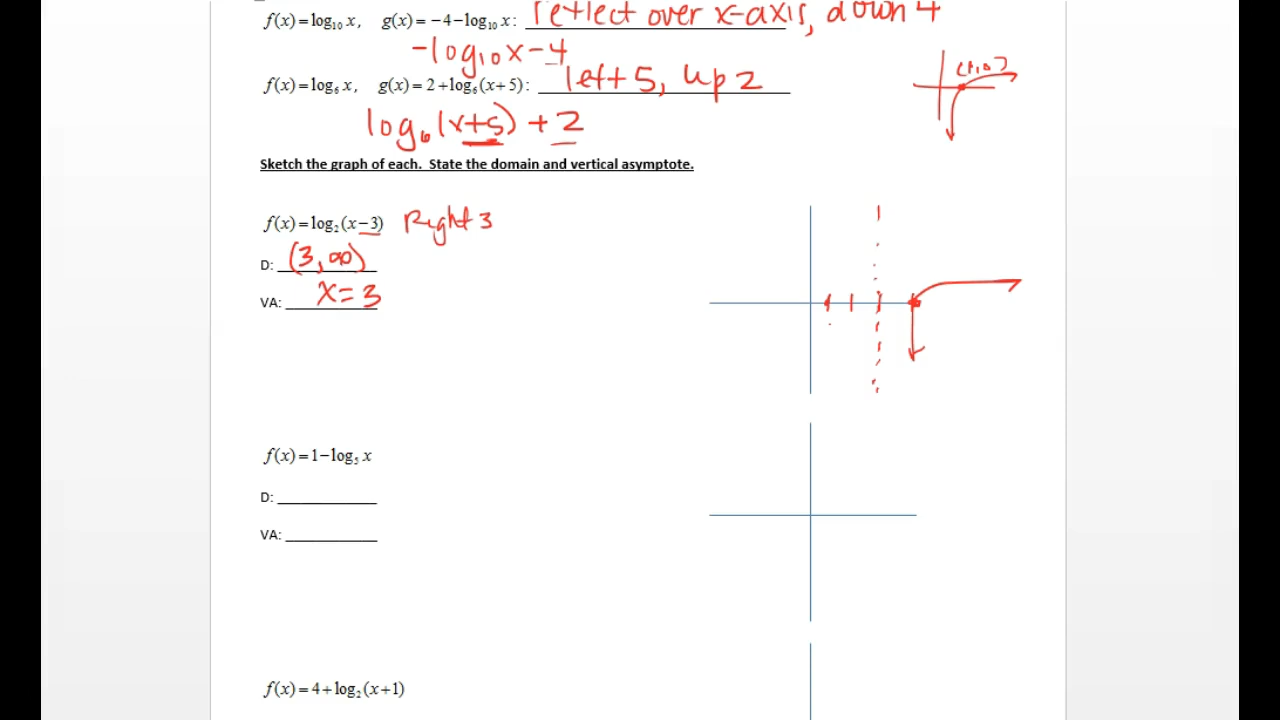 f(x) = log₁₀ x, g(x) = −4 − log₁₀ x : reflect over x-axis, down 4
-log₁₀x - 4
f(x) = log₆ x, g(x) = 2 + log₆(x + 5) : left 5, up 2
(1,0)
log₆(x+5) + 2
Sketch the graph of each. State the domain and vertical asymptote.
f(x) = log₂(x − 3) Right 3
D: (3, ∞)
VA: x = 3
f(x) = 1 − log₅ x
D:
VA:
f(x) = 4 + log₂(x + 1)